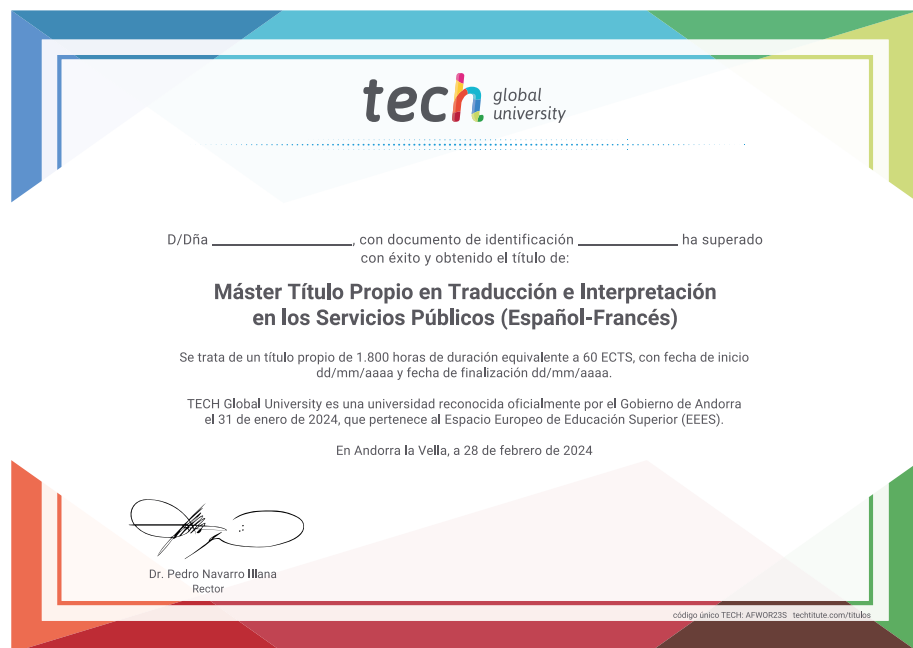 tech global university
D/Dña ____________________, con documento de identificación ______________ ha superado
con éxito y obtenido el título de:
Máster Título Propio en Traducción e Interpretación
en los Servicios Públicos (Español-Francés)
Se trata de un título propio de 1.800 horas de duración equivalente a 60 ECTS, con fecha de inicio
dd/mm/aaaa y fecha de finalización dd/mm/aaaa.
TECH Global University es una universidad reconocida oficialmente por el Gobierno de Andorra
el 31 de enero de 2024, que pertenece al Espacio Europeo de Educación Superior (EEES).
En Andorra la Vella, a 28 de febrero de 2024
Dr. Pedro Navarro Illana
Rector
código único TECH: AFWOR23S techtitute.com/titulos